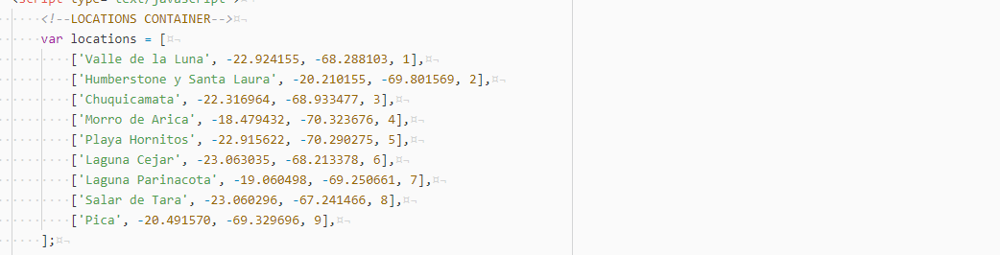 <script type="text/javascript">
<!--LOCATIONS CONTAINER-->
var locations = [
['Valle de la Luna', -22.924155, -68.288103, 1],
['Humberstone y Santa Laura', -20.210155, -69.801569, 2],
['Chuquicamata', -22.316964, -68.933477, 3],
['Morro de Arica', -18.479432, -70.323676, 4],
['Playa Hornitos', -22.915622, -70.290275, 5],
['Laguna Cejar', -23.063035, -68.213378, 6],
['Laguna Parinacota', -19.060498, -69.250661, 7],
['Salar de Tara', -23.060296, -67.241466, 8],
['Pica', -20.491570, -69.329696, 9],
];